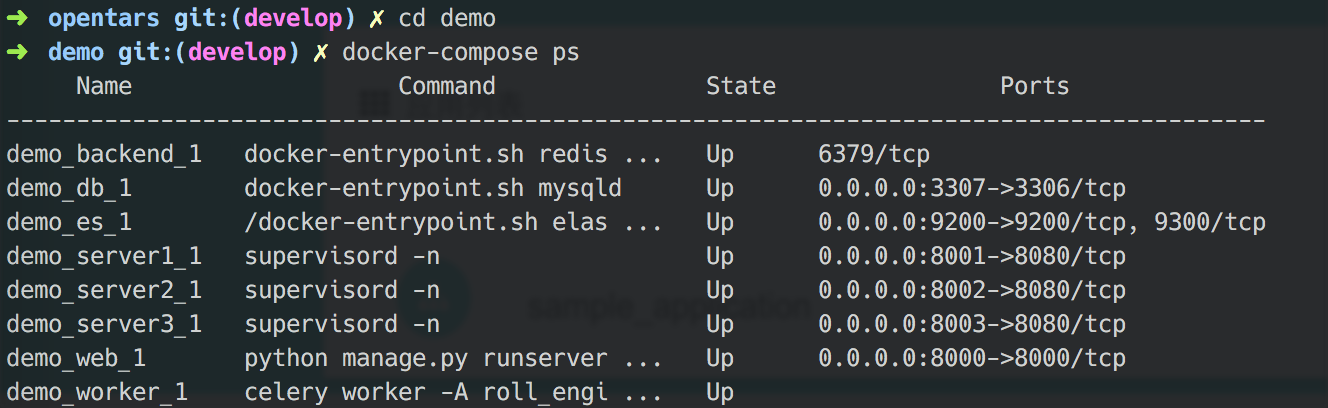 ➜ opentars git:(develop) ✗ cd demo
➜ demo git:(develop) ✗ docker-compose ps
Name Command State Ports
------------------------------------------------------------------------------------------
demo_backend_1 docker-entrypoint.sh redis ... Up 6379/tcp
demo_db_1 docker-entrypoint.sh mysqld Up 0.0.0.0:3307->3306/tcp
demo_es_1 /docker-entrypoint.sh elas ... Up 0.0.0.0:9200->9200/tcp, 9300/tcp
demo_server1_1 supervisord -n Up 0.0.0.0:8001->8080/tcp
demo_server2_1 supervisord -n Up 0.0.0.0:8002->8080/tcp
sample_application
demo_server3_1 supervisord -n Up 0.0.0.0:8003->8080/tcp
demo_web_1 python manage.py runserver ... Up 0.0.0.0:8000->8000/tcp
demo_worker_1 celery worker -A roll_engi ... Up